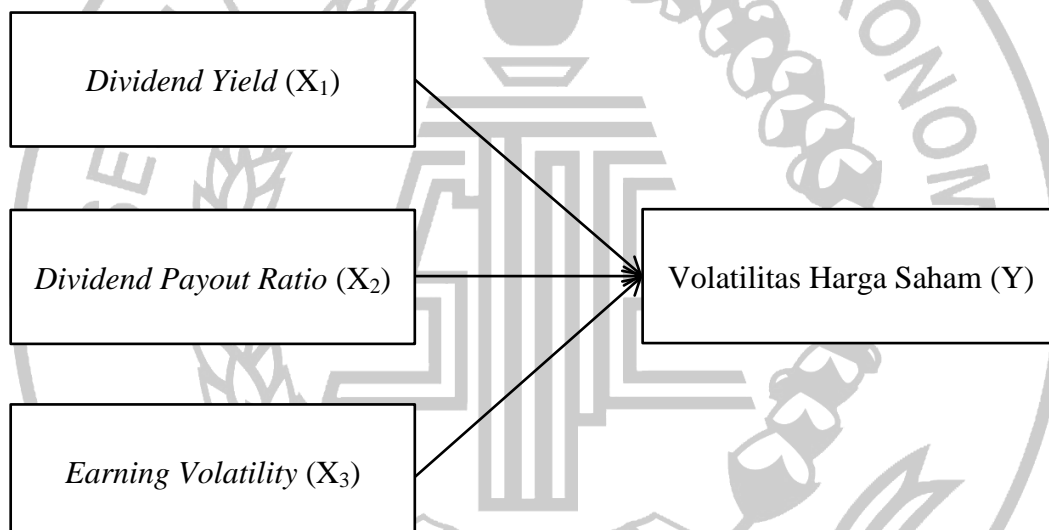 Dividend Yield (X₁)
Dividend Payout Ratio (X₂)
Volatilitas Harga Saham (Y)
Earning Volatility (X₃)